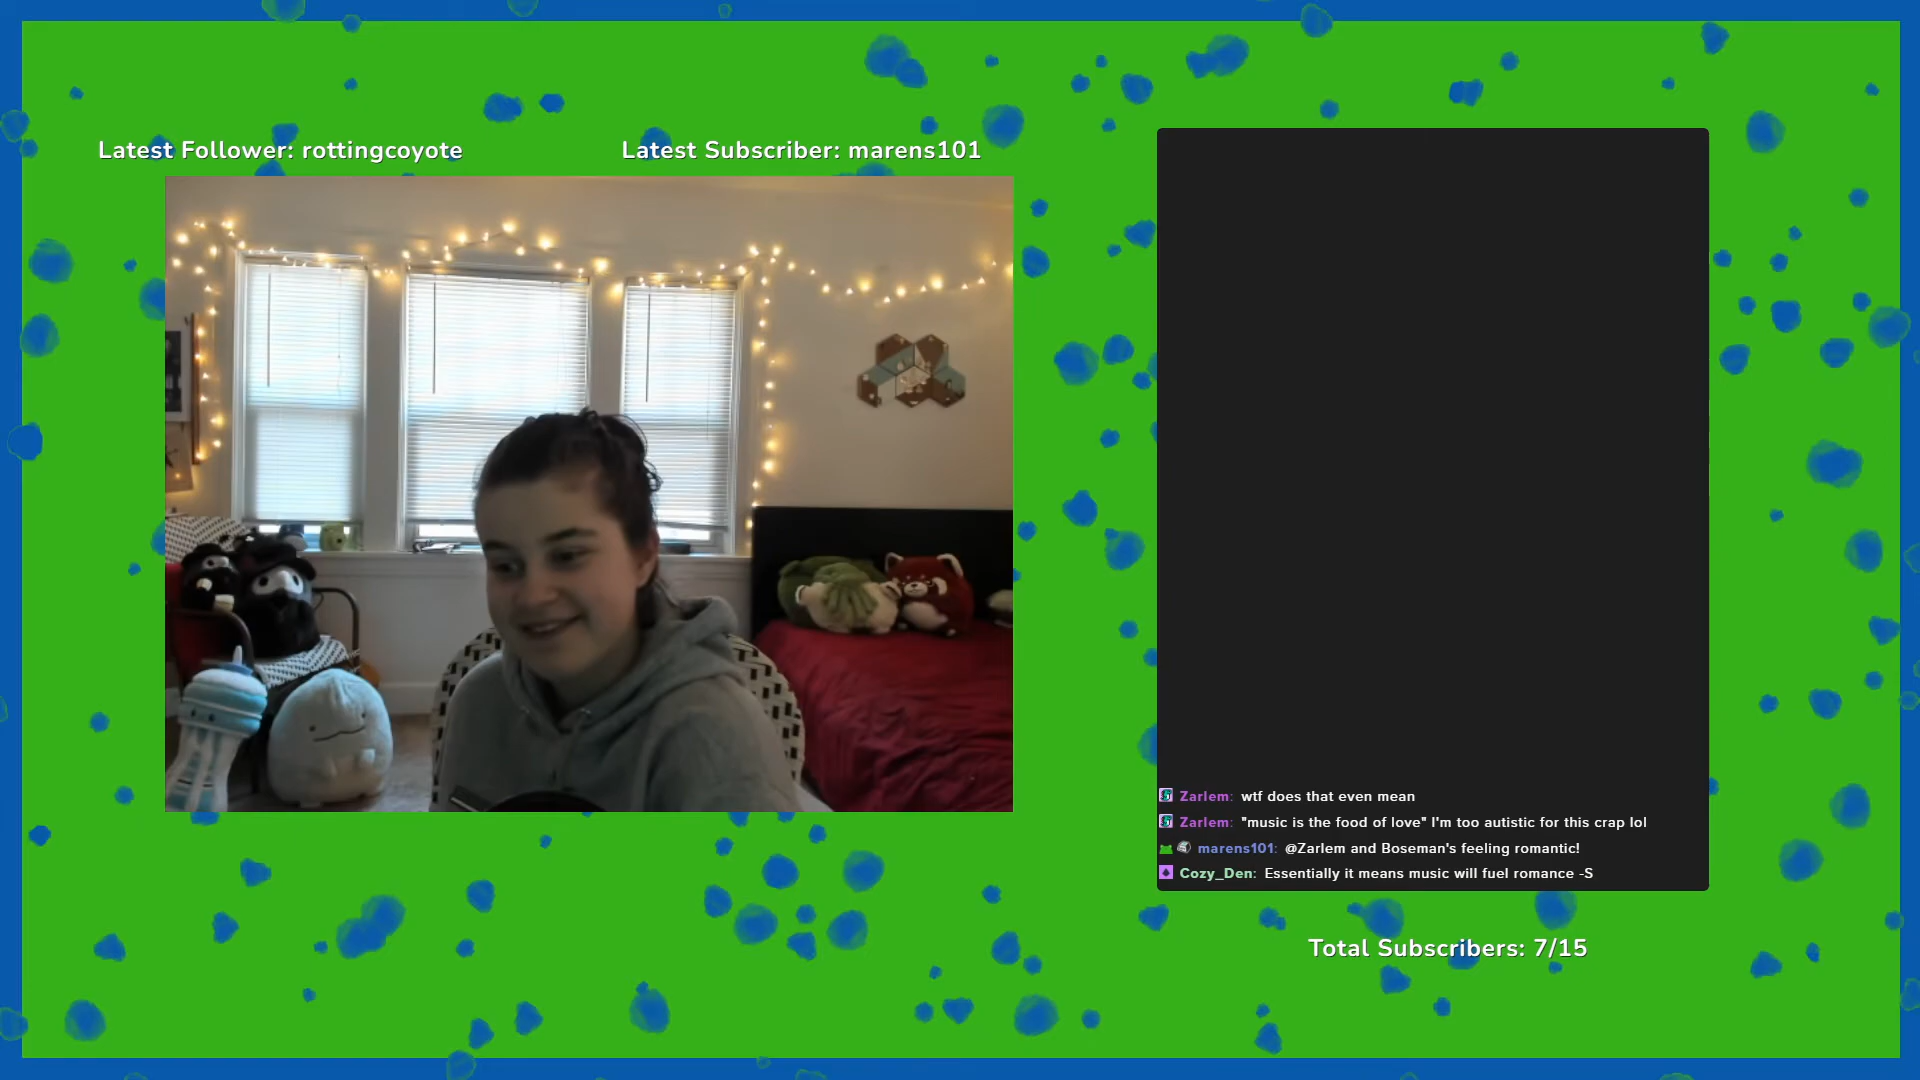 Latest Follower: rottingcoyote
Latest Subscriber: marens101
Zarlem: wtf does that even mean
Zarlem: "music is the food of love" I'm too autistic for this crap lol
marens101: @Zarlem and Boseman's feeling romantic!
Cozy_Den: Essentially it means music will fuel romance -S
Total Subscribers: 7/15